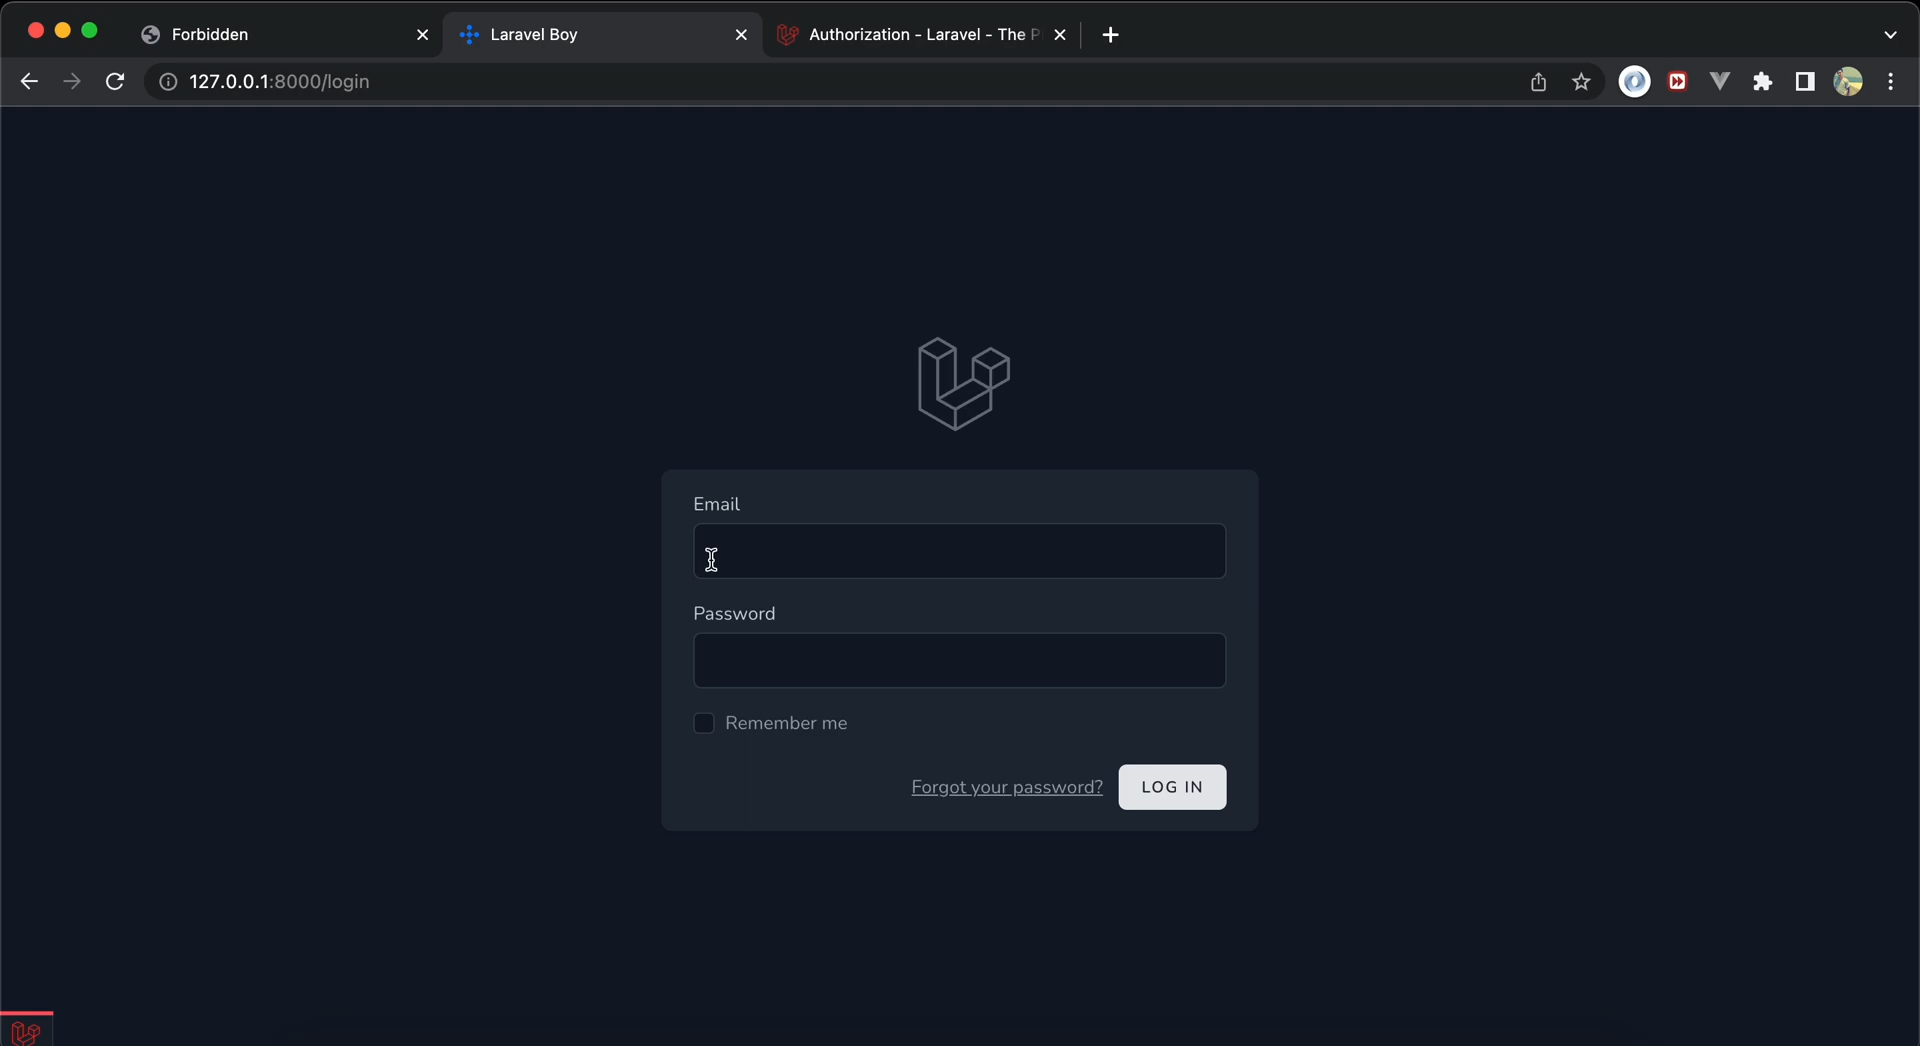 Forbidden
Laravel Boy
Authorization - Laravel - The P
127.0.0.1:8000/login
Email
Password
Remember me
Forgot your password?
LOG IN